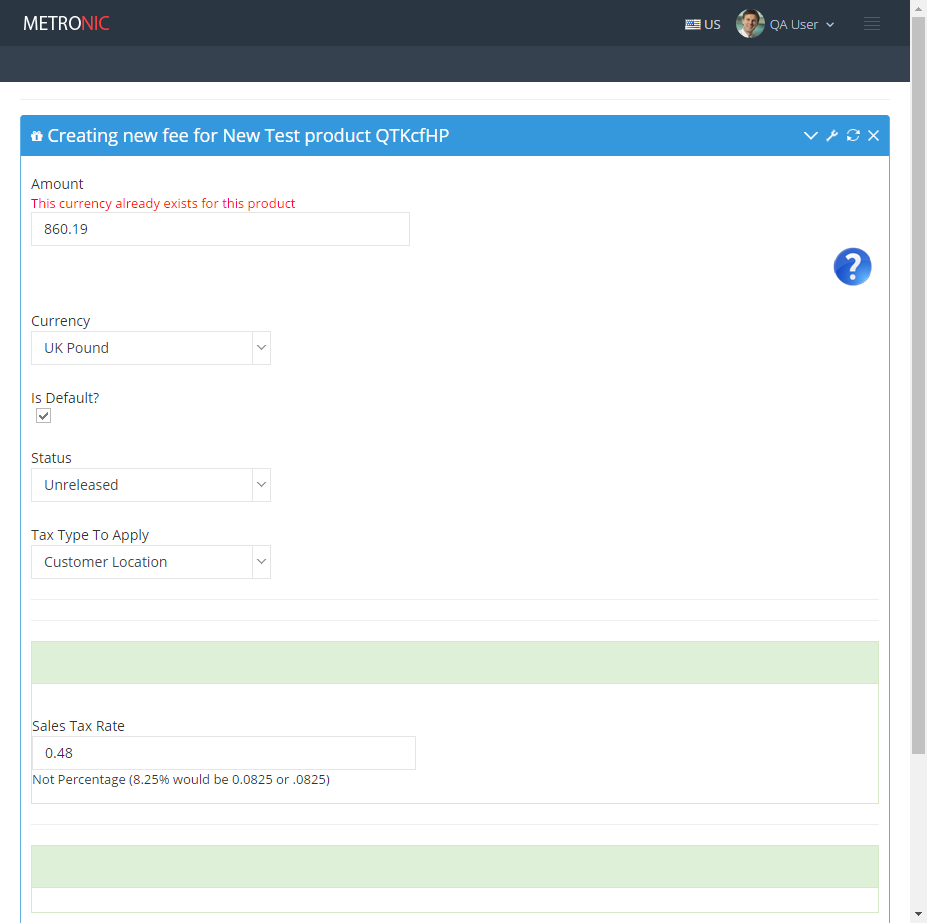 METRONIC
US
QA User
Creating new fee for New Test product QTKcfHP
Amount
This currency already exists for this product
860.19
?
Currency
UK Pound
Is Default?
Status
Unreleased
Tax Type To Apply
Customer Location
Sales Tax Rate
0.48
Not Percentage (8.25% would be 0.0825 or .0825)